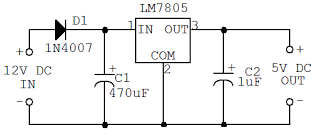 LM7805
D1
1 IN OUT 3
1N4007
COM
+
12V DC
IN
-
+
C1
470uF
2
+
C2
1uF
+
5V DC
OUT
-